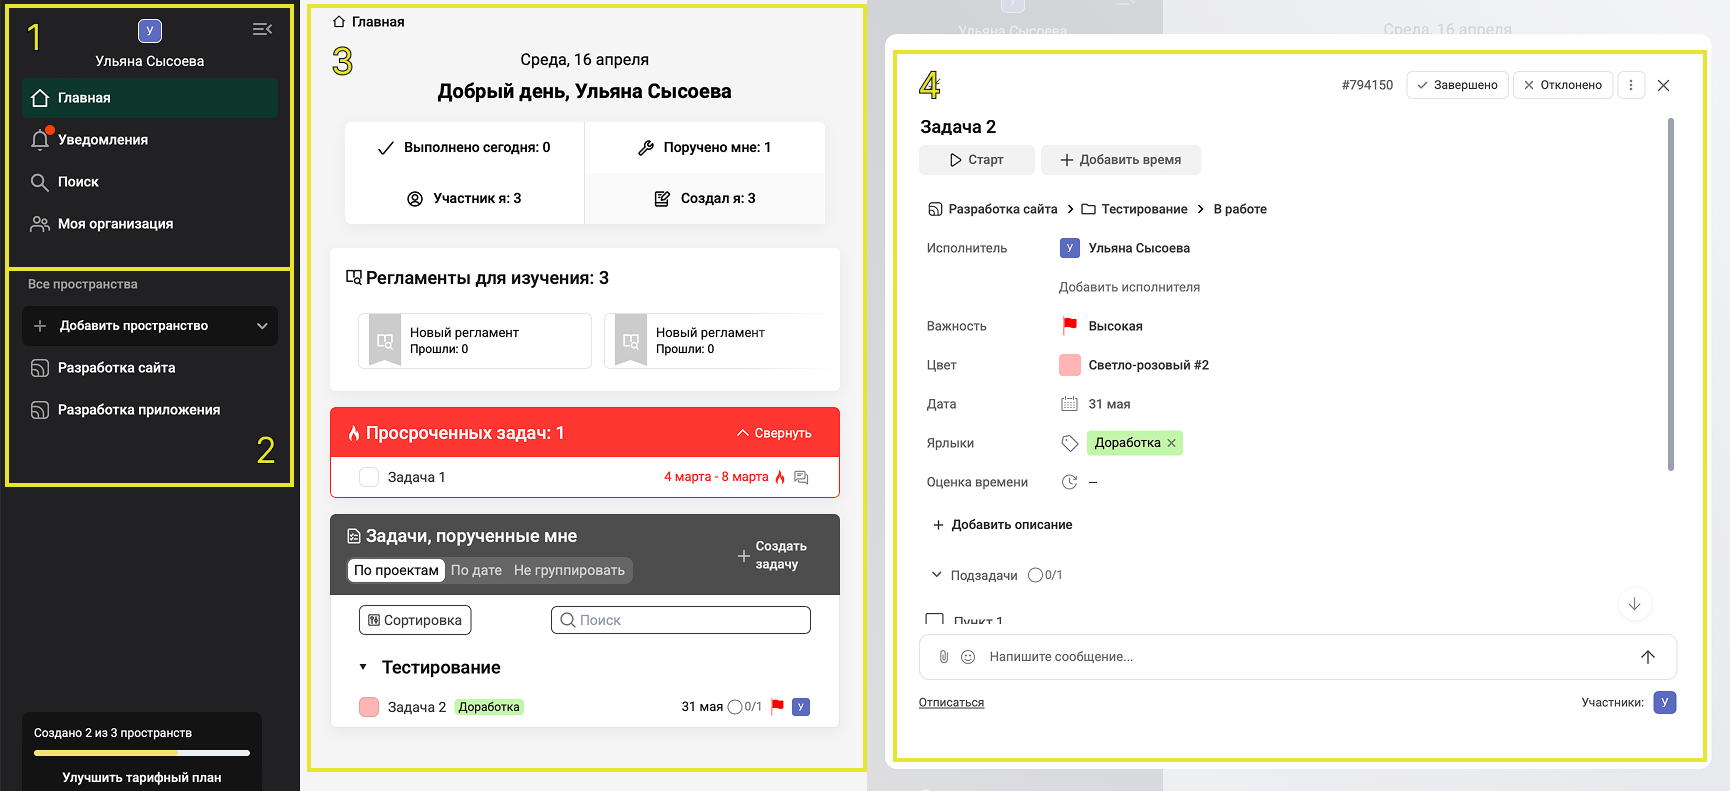 1
У
Ульяна Сысоева
Главная
Уведомления
Поиск
Моя организация
Все пространства
Добавить пространство
Разработка сайта
Разработка приложения
2
Создано 2 из 3 пространств
Улучшить тарифный план
Главная
3
Среда, 16 апреля
Добрый день, Ульяна Сысоева
Выполнено сегодня: 0
Поручено мне: 1
Участник я: 3
Создал я: 3
Регламенты для изучения: 3
Новый регламент
Прошли: 0
Новый регламент
Прошли: 0
Просроченных задач: 1
Свернуть
Задача 1
4 марта - 8 марта
Задачи, порученные мне
По проектам По дате Не группировать
Создать
задачу
Сортировка
Поиск
Тестирование
Задача 2 Доработка 31 мая 0/1 У
Ульяна Сысоева
Среда, 16 апреля
4
#794150 Завершено Отклонено
Задача 2
Старт Добавить время
Разработка сайта > Тестирование > В работе
Исполнитель У Ульяна Сысоева
Добавить исполнителя
Важность Высокая
Цвет Светло-розовый #2
Дата 31 мая
Ярлыки Доработка ×
Оценка времени –
+ Добавить описание
Подзадачи 0/1
Пункт 1
Напишите сообщение...
Отписаться
Участники: У